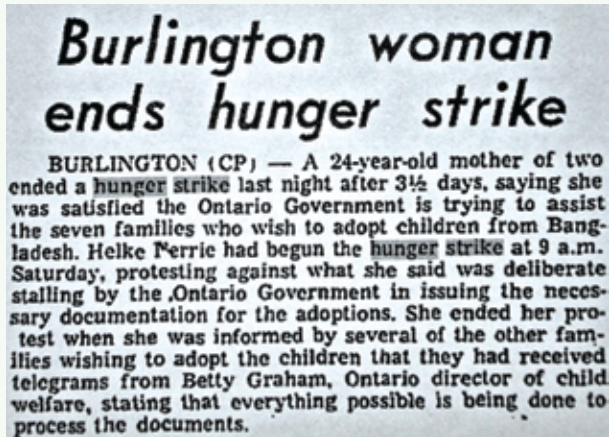 Burlington woman
ends hunger strike
BURLINGTON (CP) — A 24-year-old mother of two
ended a hunger strike last night after 3½ days, saying she
was satisfied the Ontario Government is trying to assist
the seven families who wish to adopt children from Bang-
ladesh. Helke Ferric had begun the hunger strike at 9 a.m.
Saturday, protesting against what she said was deliberate
stalling by the Ontario Government in issuing the neces-
sary documentation for the adoptions. She ended her pro-
test when she was informed by several of the other fam-
ilies wishing to adopt the children that they had received
telegrams from Betty Graham, Ontario director of child
welfare, stating that everything possible is being done to
process the documents.